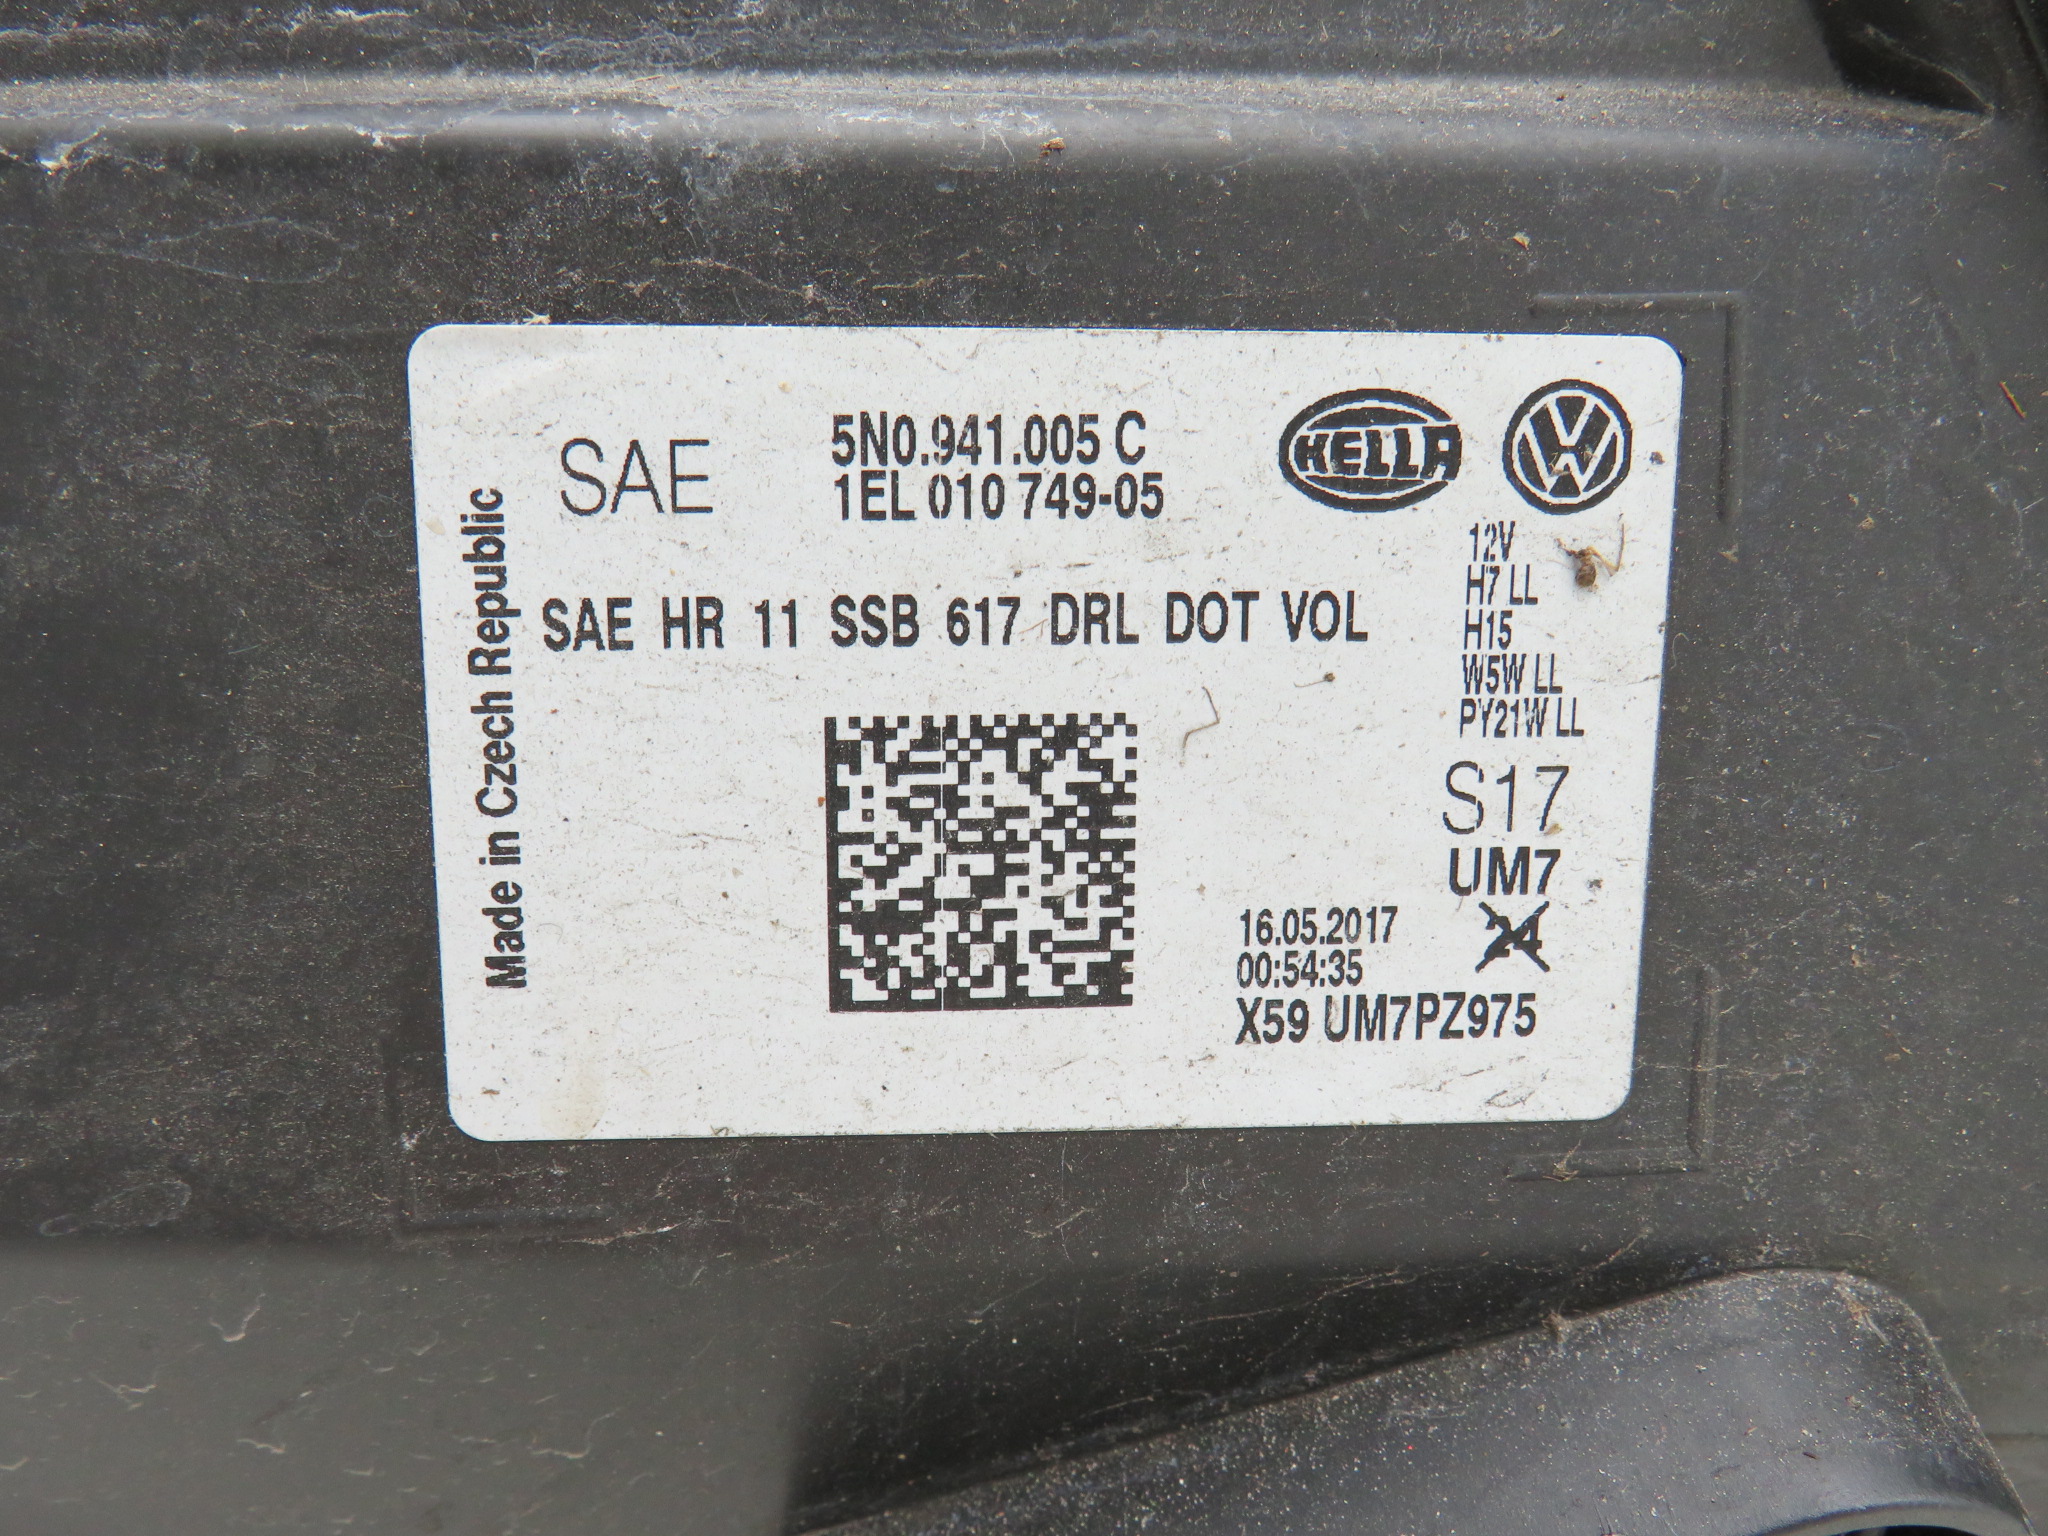 Made in Czech Republic
SAE
5N0.941.005 C
1EL 010 749-05
HELLA
VW
SAE HR 11 SSB 617 DRL DOT VOL
12V
H7 LL
H15
W5W LL
PY21W LL
S17
UM7
24
16.05.2017
00:54:35
X59 UM7PZ975